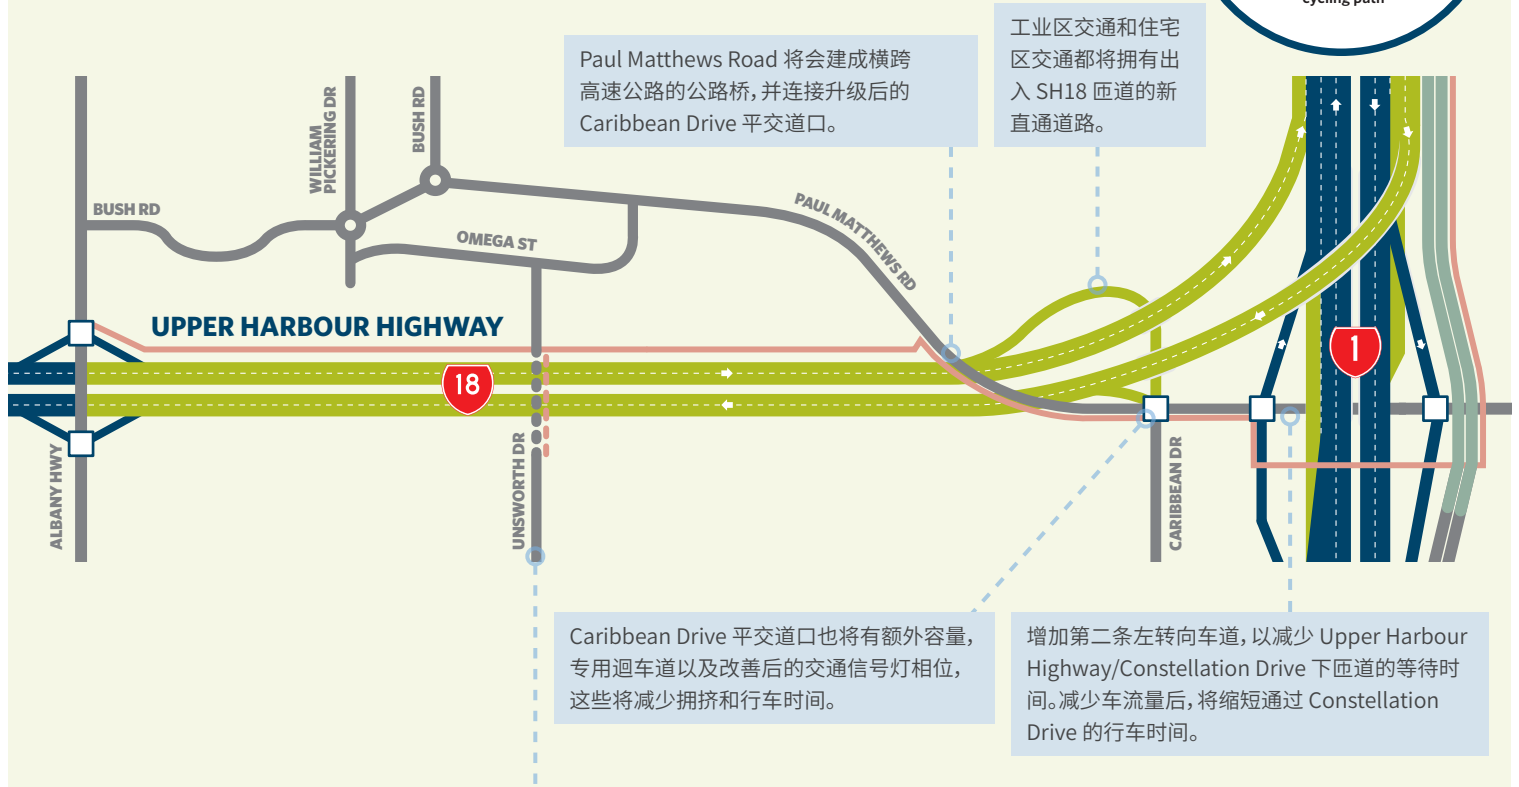 cycling path
工业区交通和住宅
区交通都将拥有出
入 SH18 匝道的新
直通道路。
Paul Matthews Road 将会建成横跨
高速公路的公路桥，并连接升级后的
Caribbean Drive 平交道口。
WILLIAM
PICKERING DR
BUSH RD
BUSH RD
OMEGA ST
PAUL MATTHEWS RD
UPPER HARBOUR HIGHWAY
18
1
ALBANY HWY
UNSWORTH DR
CARIBBEAN DR
Caribbean Drive 平交道口也将有额外容量，
专用迴车道以及改善后的交通信号灯相位，
这些将减少拥挤和行车时间。
增加第二条左转向车道，以减少 Upper Harbour
Highway/Constellation Drive 下匝道的等待时
间。减少车流量后，将缩短通过 Constellation
Drive 的行车时间。